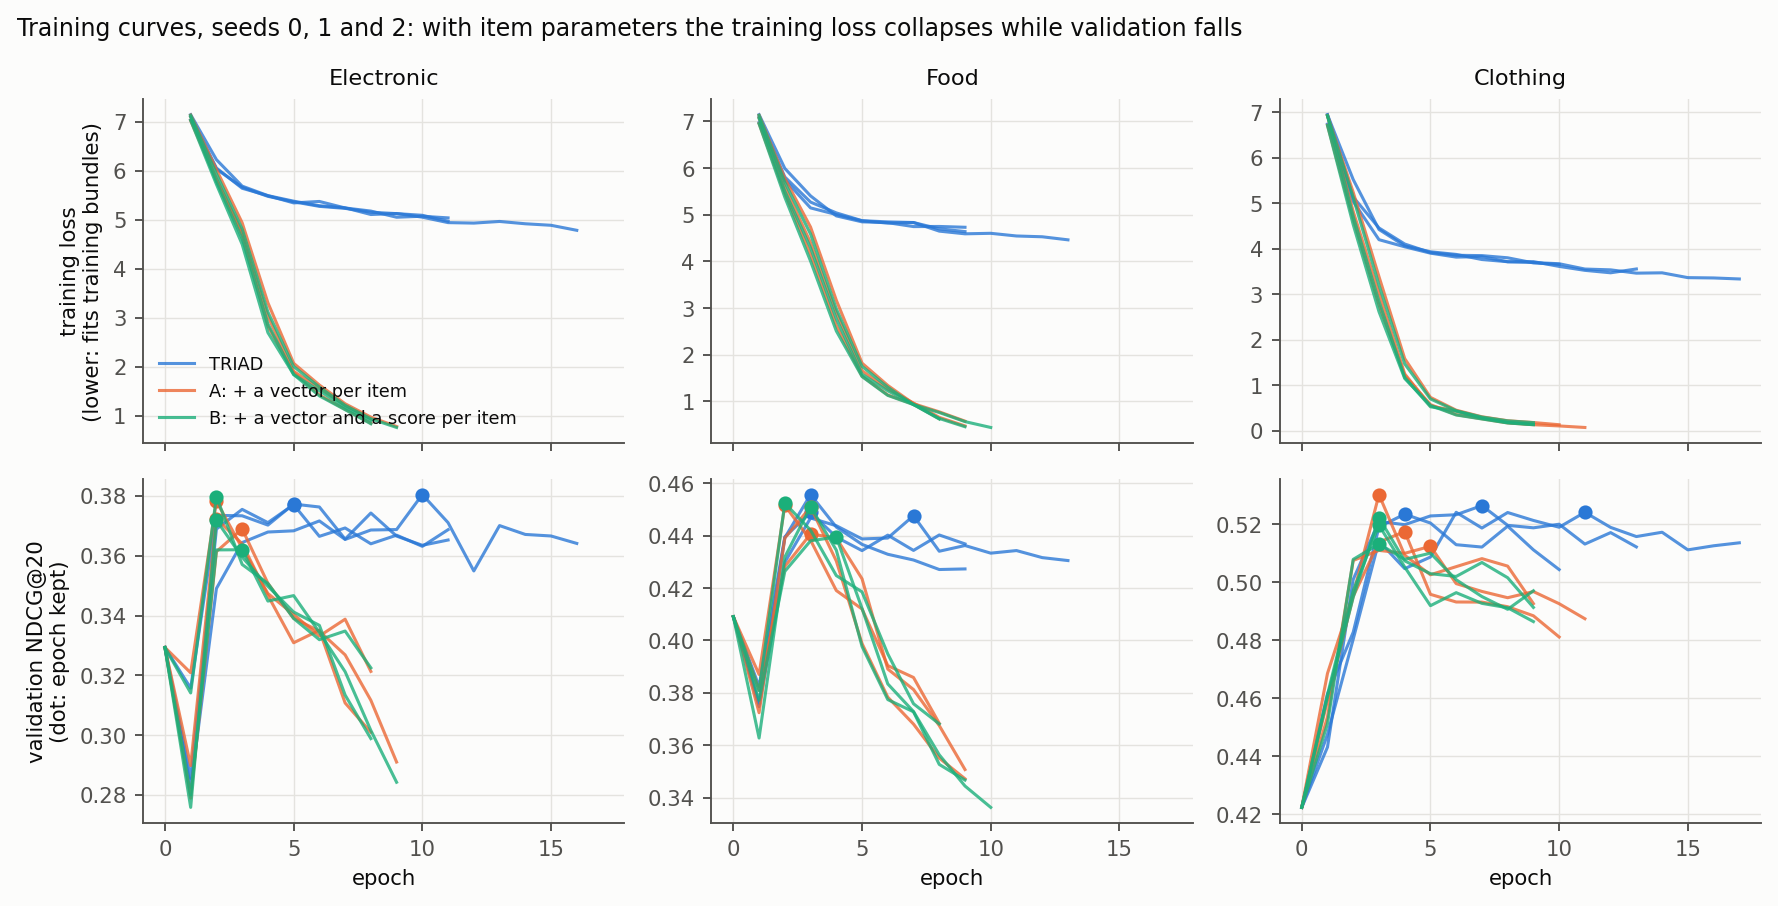 Training curves, seeds 0, 1 and 2: with item parameters the training loss collapses while validation falls
Electronic
Food
Clothing
training loss
(lower: fits training bundles)
7
6
5
4
3
2
1
TRIAD
A: + a vector per item
B: + a vector and a score per item
7
6
5
4
3
2
1
7
6
5
4
3
2
1
0
validation NDCG@20
(dot: epoch kept)
0.38
0.36
0.34
0.32
0.30
0.28
0 5 10 15
epoch
0.46
0.44
0.42
0.40
0.38
0.36
0.34
0 5 10 15
epoch
0.52
0.50
0.48
0.46
0.44
0.42
0 5 10 15
epoch